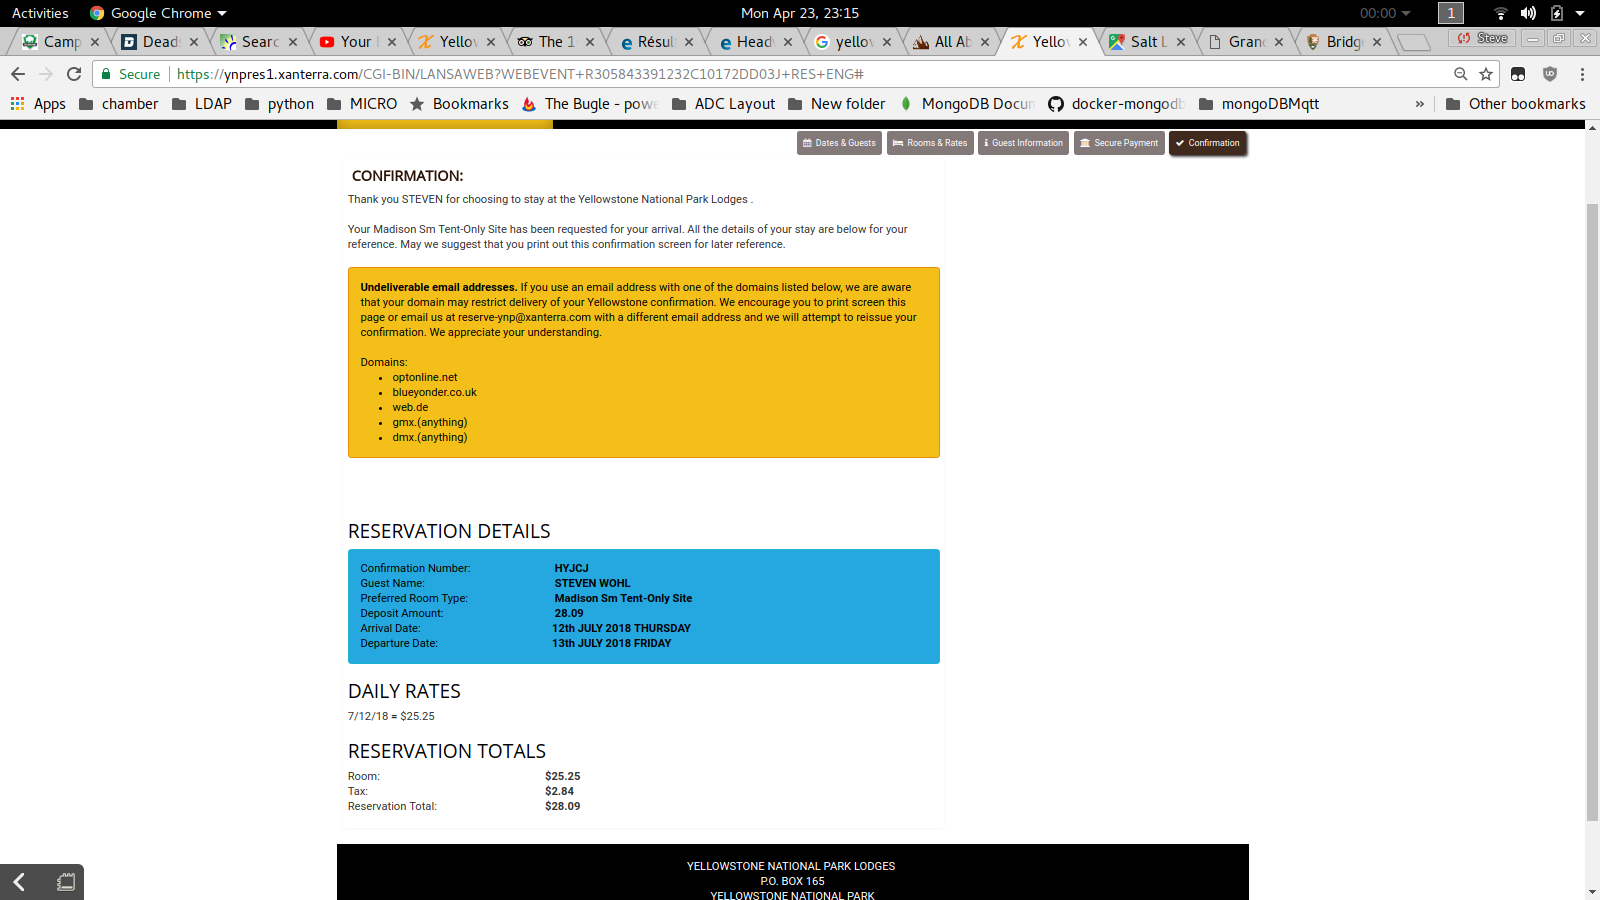 Activities Google Chrome Mon Apr 23, 23:15 00:00 1
Camp Deads Searc Your Yellow The 1 Résul Headv yellov All Ab Yellov Salt L Granc Bridg Steve
Secure https://ynpres1.xanterra.com/CGI-BIN/LANSAWEB?WEBEVENT+R305843391232C10172DD03J+RES+ENG#
Apps chamber LDAP python MICRO Bookmarks The Bugle - powe ADC Layout New folder MongoDB Docun docker-mongodb mongoDBMqtt » Other bookmarks
Dates & Guests Rooms & Rates Guest Information Secure Payment Confirmation
CONFIRMATION:
Thank you STEVEN for choosing to stay at the Yellowstone National Park Lodges .
Your Madison Sm Tent-Only Site has been requested for your arrival. All the details of your stay are below for your
reference. May we suggest that you print out this confirmation screen for later reference.
Undeliverable email addresses. If you use an email address with one of the domains listed below, we are aware
that your domain may restrict delivery of your Yellowstone confirmation. We encourage you to print screen this
page or email us at reserve-ynp@xanterra.com with a different email address and we will attempt to reissue your
confirmation. We appreciate your understanding.
Domains:
• optonline.net
• blueyonder.co.uk
• web.de
• gmx.(anything)
• dmx.(anything)
RESERVATION DETAILS
Confirmation Number: HYJCJ
Guest Name: STEVEN WOHL
Preferred Room Type: Madison Sm Tent-Only Site
Deposit Amount: 28.09
Arrival Date: 12th JULY 2018 THURSDAY
Departure Date: 13th JULY 2018 FRIDAY
DAILY RATES
7/12/18 = $25.25
RESERVATION TOTALS
Room: $25.25
Tax: $2.84
Reservation Total: $28.09
YELLOWSTONE NATIONAL PARK LODGES
P.O. BOX 165
YELLOWSTONE NATIONAL PARK